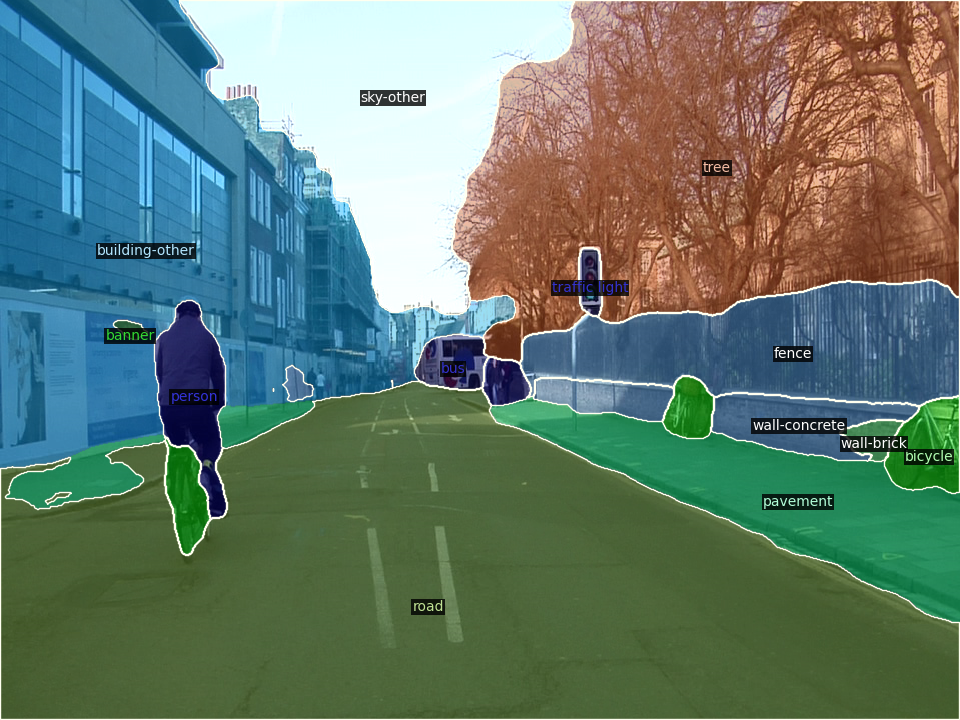 sky-other
tree
building-other
traffic light
banner
fence
bus
person
wall-concrete
wall-brick
bicycle
pavement
road